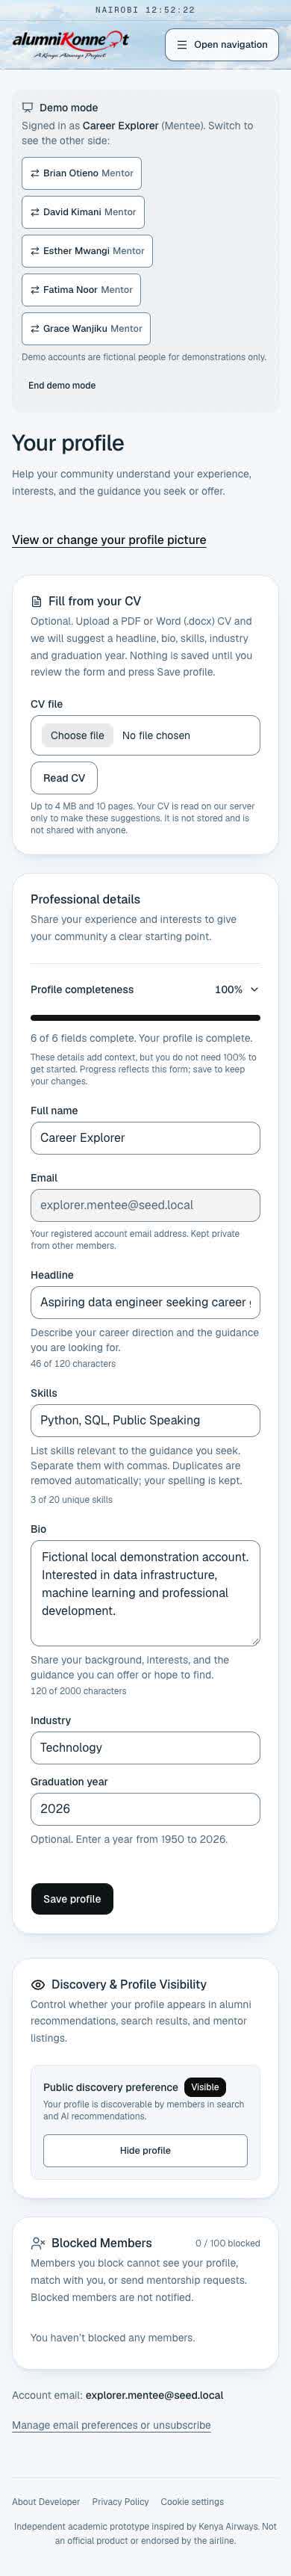 NAIROBI 12:52:22
alumniKonne t
A Kenya Airways Project
Open navigation
Demo mode
Signed in as Career Explorer (Mentee). Switch to
see the other side:
Brian Otieno Mentor
David Kimani Mentor
Esther Mwangi Mentor
Fatima Noor Mentor
Grace Wanjiku Mentor
Demo accounts are fictional people for demonstrations only.
End demo mode
Your profile
Help your community understand your experience,
interests, and the guidance you seek or offer.
View or change your profile picture
Fill from your CV
Optional. Upload a PDF or Word (.docx) CV and
we will suggest a headline, bio, skills, industry
and graduation year. Nothing is saved until you
review the form and press Save profile.
CV file
Choose file No file chosen
Read CV
Up to 4 MB and 10 pages. Your CV is read on our server
only to make these suggestions. It is not stored and is
not shared with anyone.
Professional details
Share your experience and interests to give
your community a clear starting point.
Profile completeness 100%
6 of 6 fields complete. Your profile is complete.
These details add context, but you do not need 100% to
get started. Progress reflects this form; save to keep
your changes.
Full name
Career Explorer
Email
explorer.mentee@seed.local
Your registered account email address. Kept private
from other members.
Headline
Aspiring data engineer seeking career
Describe your career direction and the guidance
you are looking for.
46 of 120 characters
Skills
Python, SQL, Public Speaking
List skills relevant to the guidance you seek.
Separate them with commas. Duplicates are
removed automatically; your spelling is kept.
3 of 20 unique skills
Bio
Fictional local demonstration account.
Interested in data infrastructure,
machine learning and professional
development.
Share your background, interests, and the
guidance you can offer or hope to find.
120 of 2000 characters
Industry
Technology
Graduation year
2026
Optional. Enter a year from 1950 to 2026.
Save profile
Discovery & Profile Visibility
Control whether your profile appears in alumni
recommendations, search results, and mentor
listings.
Public discovery preference Visible
Your profile is discoverable by members in search
and AI recommendations.
Hide profile
Blocked Members 0 / 100 blocked
Members you block cannot see your profile,
match with you, or send mentorship requests.
Blocked members are not notified.
You haven't blocked any members.
Account email: explorer.mentee@seed.local
Manage email preferences or unsubscribe
About Developer Privacy Policy Cookie settings
Independent academic prototype inspired by Kenya Airways. Not
an official product or endorsed by the airline.